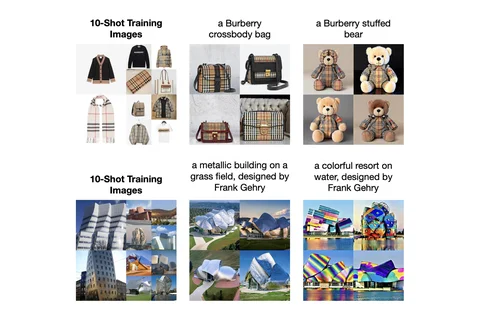 10-Shot Training
Images
a Burberry
crossbody bag
a Burberry stuffed
bear
10-Shot Training
Images
a metallic building on a
grass field, designed by
Frank Gehry
a colorful resort on
water, designed by
Frank Gehry